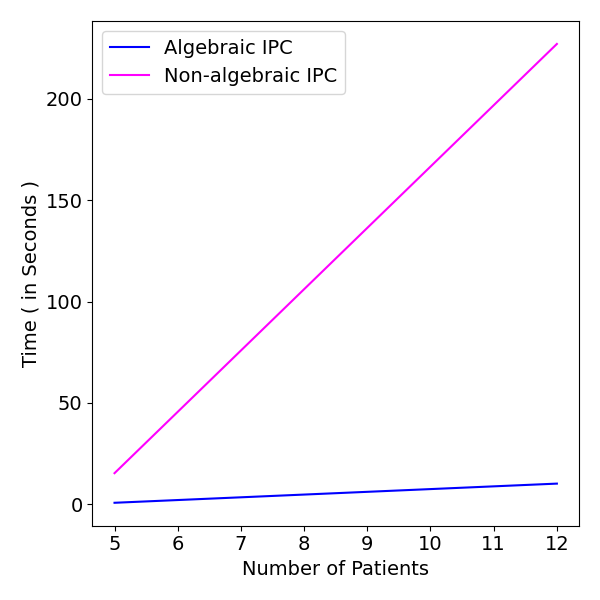 Algebraic IPC
Non-algebraic IPC
Time ( in Seconds )
200
150
100
50
0
5 6 7 8 9 10 11 12
Number of Patients